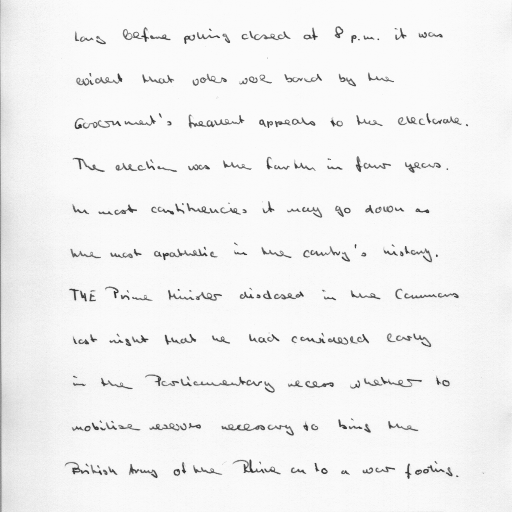 long before polling closed at 8 p.m. it was
evident that votes were bored by the
Government's frequent appeals to the electorate.
The election was the fourth in four years.
In most constituencies it may go down as
the most apathetic in the country's history.
THE Prime Minister disclosed in the Commons
last night that he had considered early
in the Parliamentary recess whether to
mobilise reserves necessary to bring the
British Army of the Rhine on to a war footing.